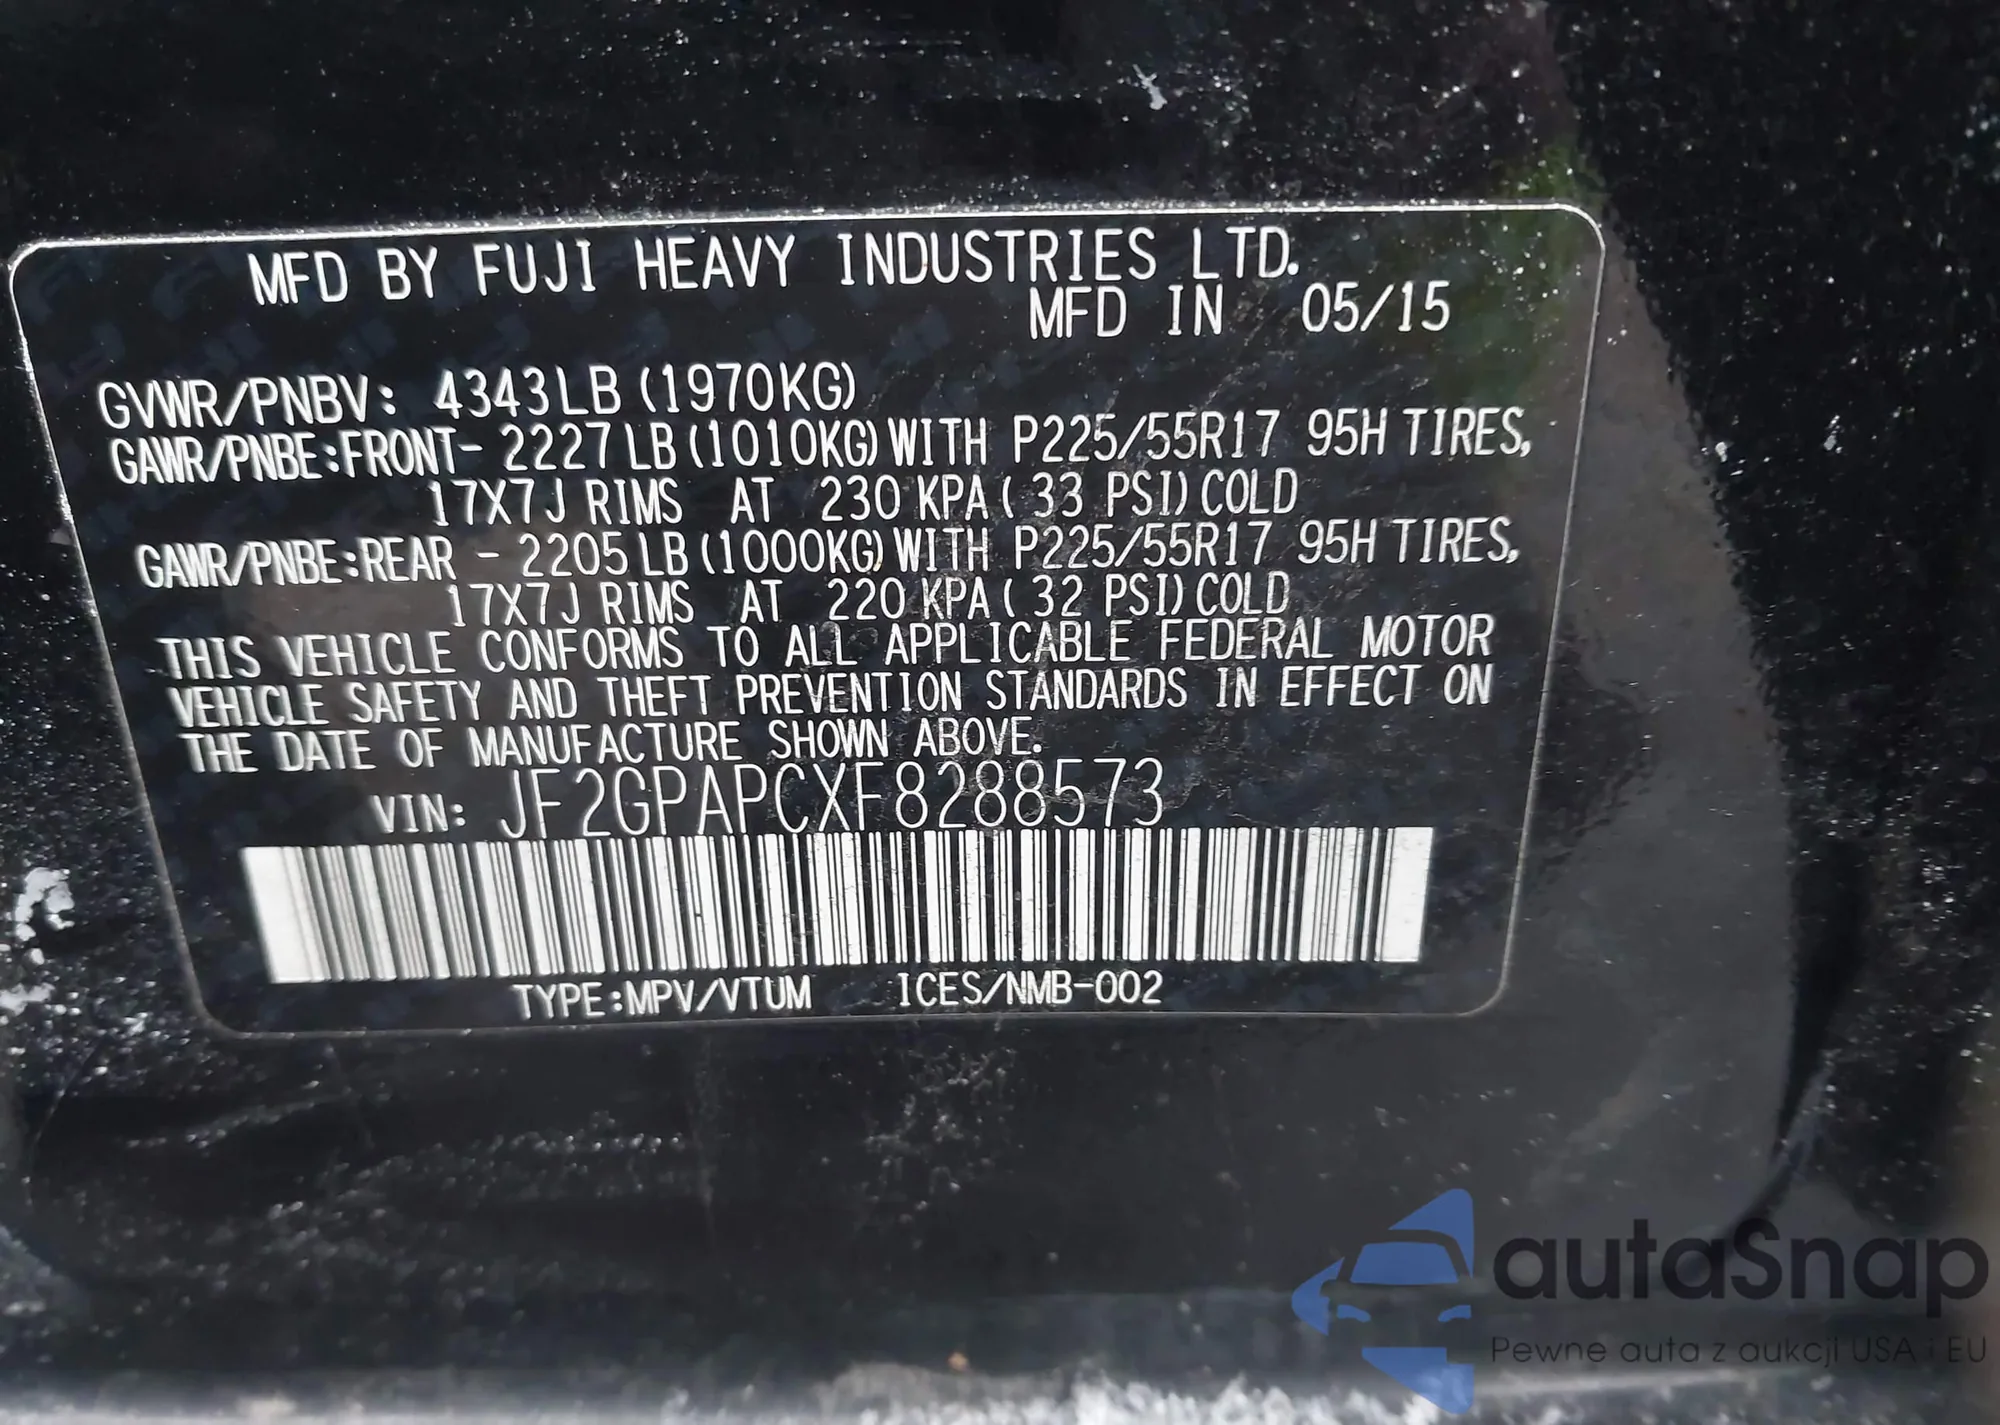 MFD BY FUJI HEAVY INDUSTRIES LTD.
MFD IN 05/15
GVWR/PNBV: 4343LB (1970KG)
GAWR/PNBE:FRONT- 2227LB(1010KG)WITH P225/55R17 95H TIRES,
17X7J RIMS AT 230 KPA( 33 PSI)COLD
GAWR/PNBE:REAR - 2205LB(1000KG)WITH P225/55R17 95H TIRES,
17X7J RIMS AT 220 KPA( 32 PSI)COLD
THIS VEHICLE CONFORMS TO ALL APPLICABLE FEDERAL MOTOR
VEHICLE SAFETY AND THEFT PREVENTION STANDARDS IN EFFECT ON
THE DATE OF MANUFACTURE SHOWN ABOVE.
VIN: JF2GPAPCXF8288573
TYPE:MPV/VTUM ICES/NMB-002
autaSnap
Pewne auta z aukcji USA i EU